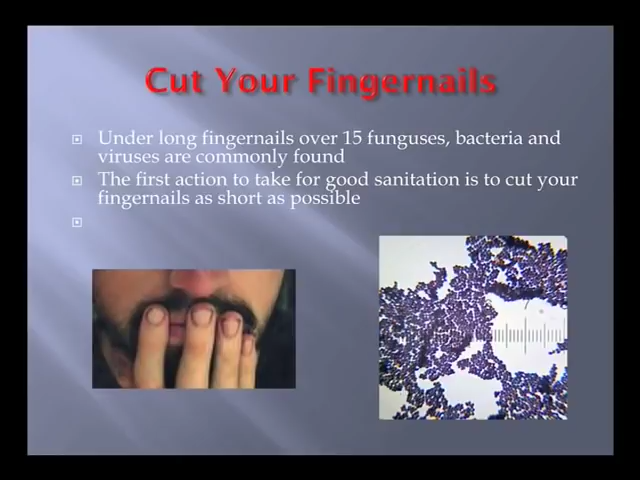 Cut Your Fingernails
Under long fingernails over 15 funguses, bacteria and
viruses are commonly found
The first action to take for good sanitation is to cut your
fingernails as short as possible